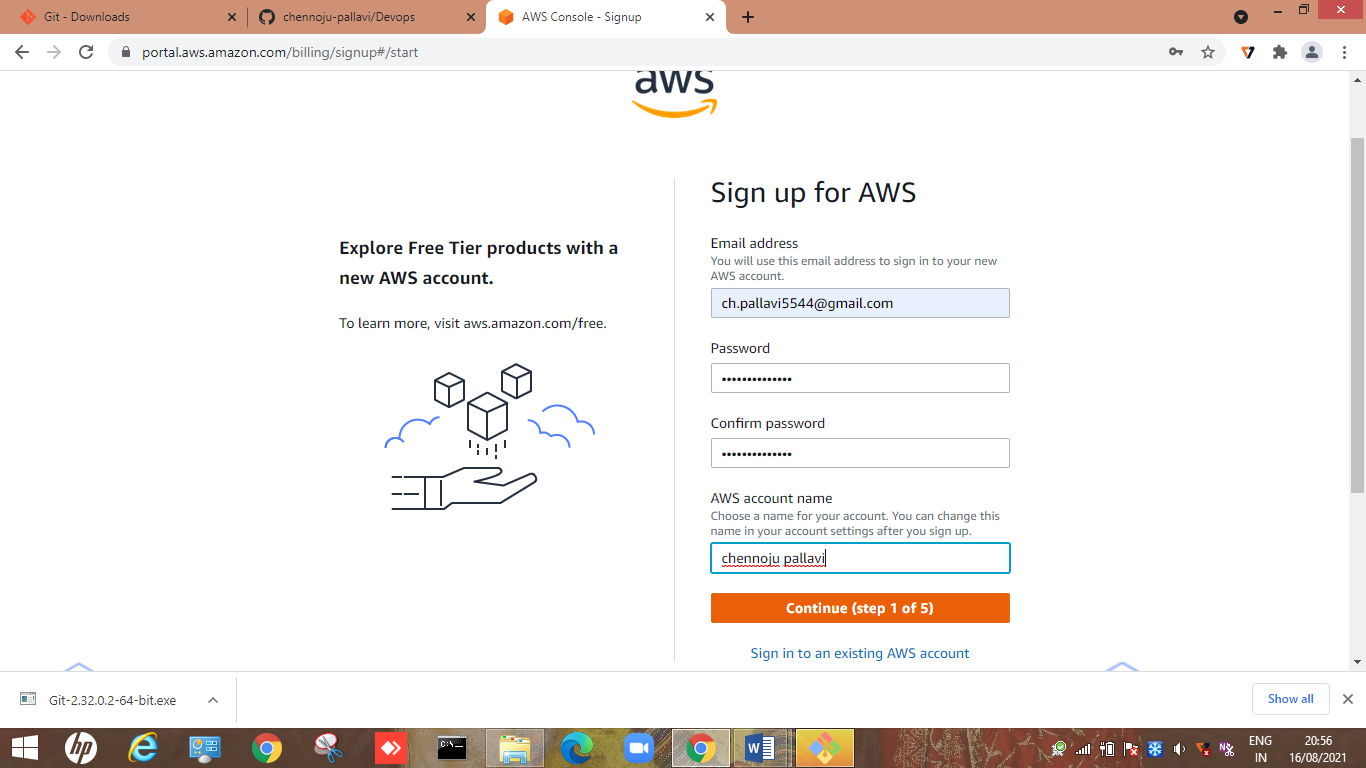 Git - Downloads
chennoju-pallavi/Devops
AWS Console - Signup
portal.aws.amazon.com/billing/signup#/start
aws
Explore Free Tier products with a
new AWS account.
To learn more, visit aws.amazon.com/free.
Sign up for AWS
Email address
You will use this email address to sign in to your new
AWS account.
ch.pallavi5544@gmail.com
Password
••••••••••••••
Confirm password
••••••••••••••
AWS account name
Choose a name for your account. You can change this
name in your account settings after you sign up.
chennoju pallavi
Continue (step 1 of 5)
Sign in to an existing AWS account
Git-2.32.0.2-64-bit.exe
Show all
hp
C:\.
W
ENG
IN
20:56
16/08/2021